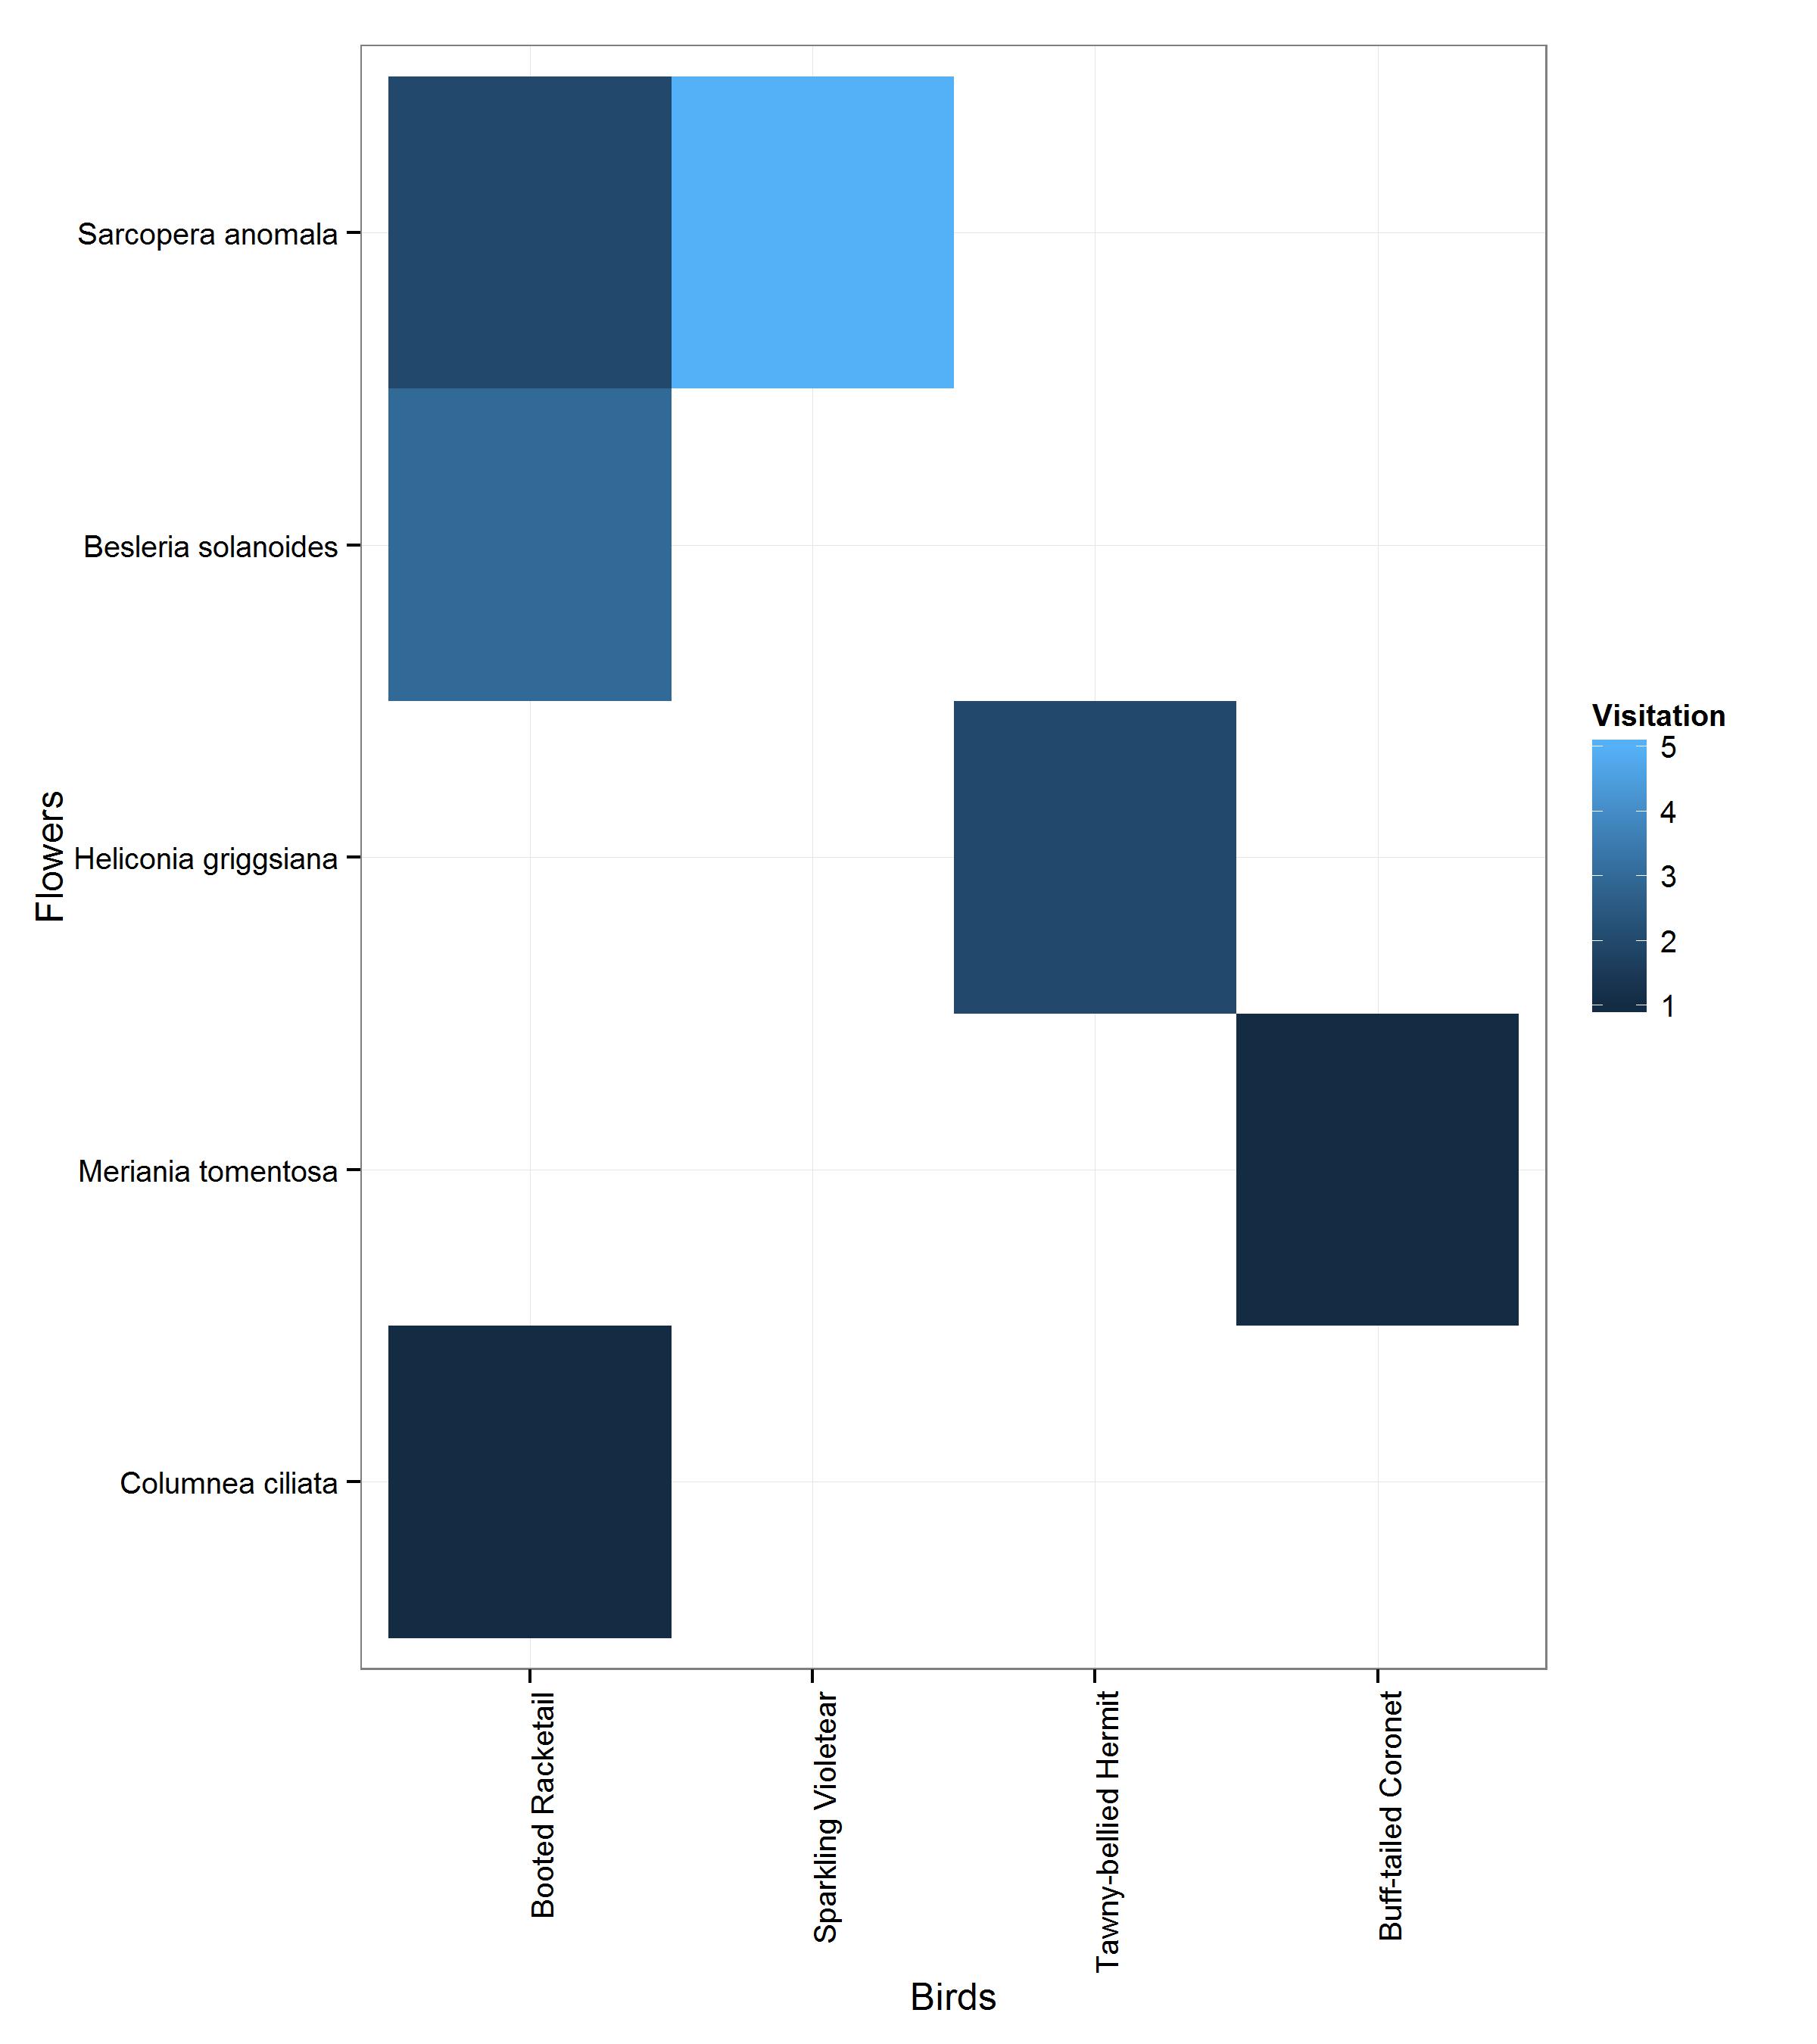 Sarcopera anomala
Besleria solanoides
Heliconia griggsiana
Meriania tomentosa
Columnea ciliata
Flowers
Visitation
5
4
3
2
1
Booted Racketail
Sparkling Violetear
Tawny-bellied Hermit
Buff-tailed Coronet
Birds